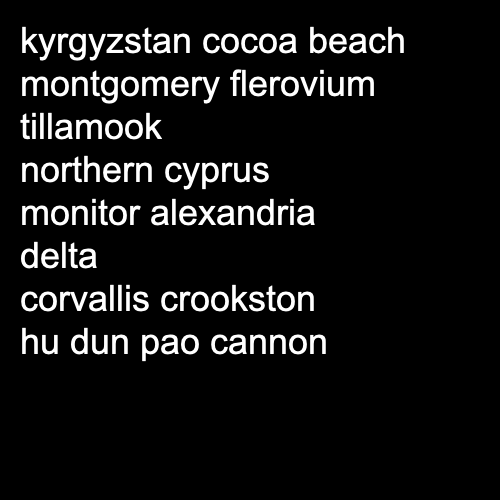 kyrgyzstan cocoa beach
montgomery flerovium
tillamook
northern cyprus
monitor alexandria
delta
corvallis crookston
hu dun pao cannon